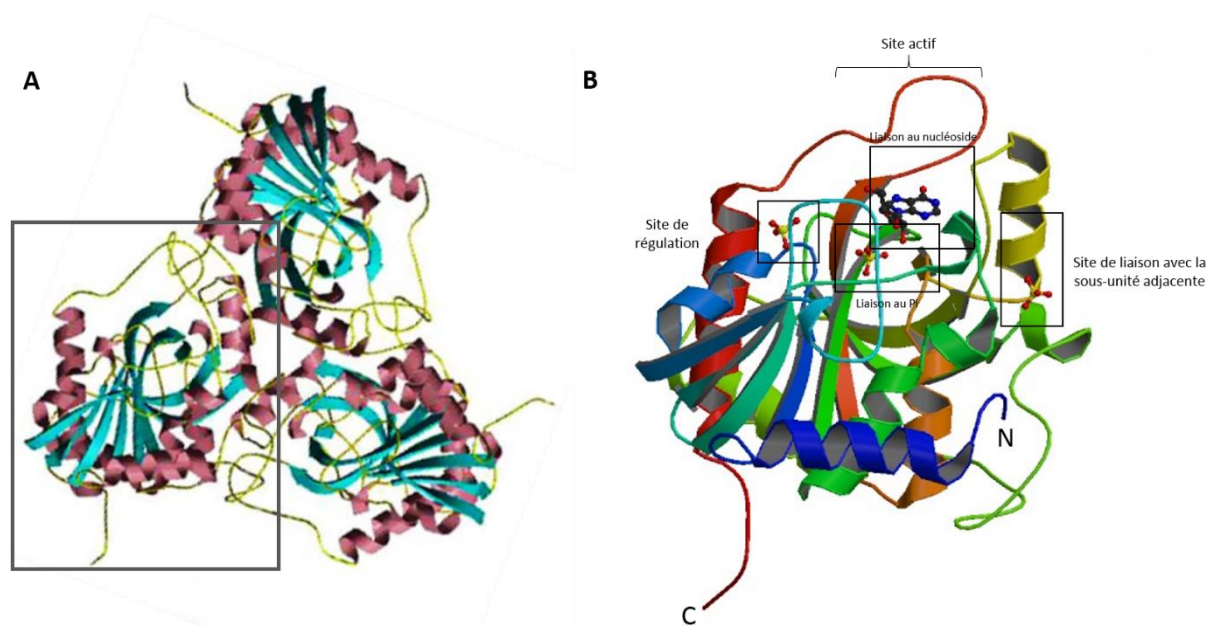 A
B
Site actif
Liaison au nucléoside
Site de
régulation
Liaison au Pi
Site de liaison avec la
sous-unité adjacente
N
C